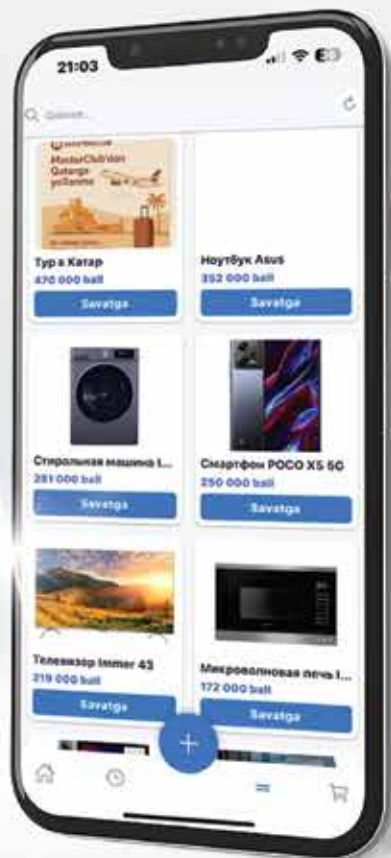 21:03
MasterClub'dan
Qatarga
yo'llanma
Тур в Катар
470 000 ball
Savatga
Ноутбук Asus
352 000 ball
Savatga
Стиральная машина I...
281 000 ball
Savatga
Смартфон POCO X5 5G
250 000 ball
Savatga
Телевизор Immer 43
219 000 ball
Savatga
Микроволновая печь I...
172 000 ball
Savatga